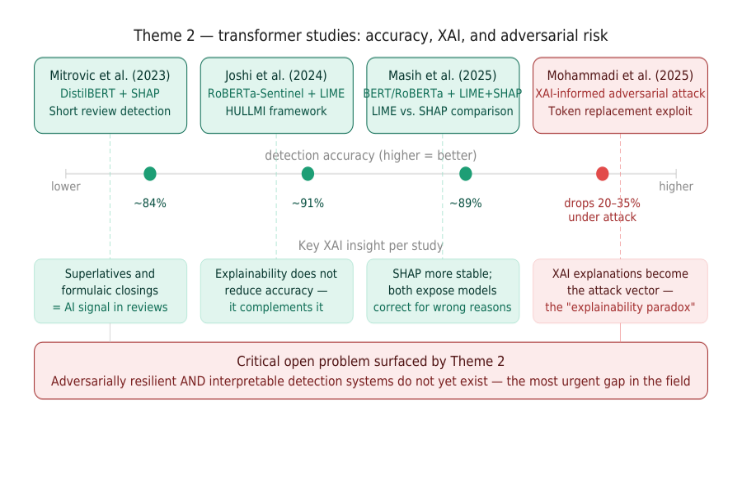 Theme 2 — transformer studies: accuracy, XAI, and adversarial risk
Mitrovic et al. (2023)
DistilBERT + SHAP
Short review detection
Joshi et al. (2024)
RoBERTa-Sentinel + LIME
HULLMI framework
Masih et al. (2025)
BERT/RoBERTa + LIME+SHAP
LIME vs. SHAP comparison
Mohammadi et al. (2025)
XAI-informed adversarial attack
Token replacement exploit
detection accuracy (higher = better)
lower
higher
~84%
~91%
~89%
drops 20–35%
under attack
Key XAI insight per study
Superlatives and
formulaic closings
= AI signal in reviews
Explainability does not
reduce accuracy —
it complements it
SHAP more stable;
both expose models
correct for wrong reasons
XAI explanations become
the attack vector —
the "explainability paradox"
Critical open problem surfaced by Theme 2
Adversarially resilient AND interpretable detection systems do not yet exist — the most urgent gap in the field